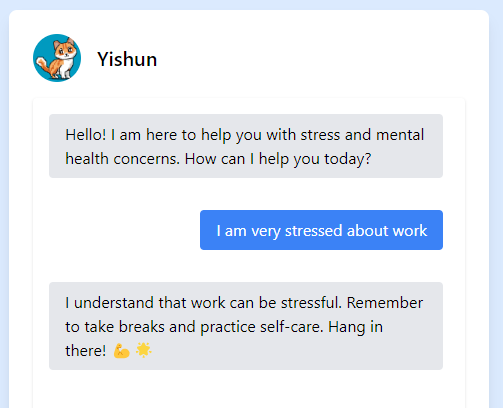 Yishun
Hello! I am here to help you with stress and mental
health concerns. How can I help you today?
I am very stressed about work
I understand that work can be stressful. Remember
to take breaks and practice self-care. Hang in
there! 💪 🌟